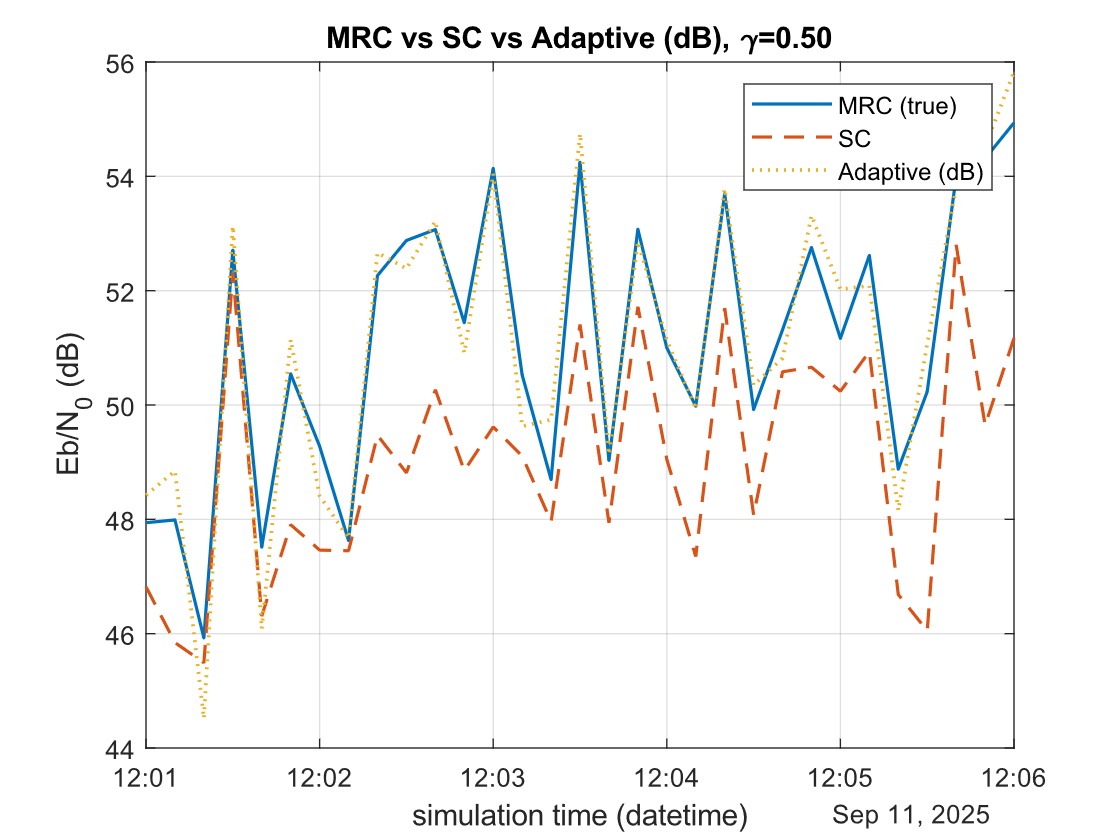 MRC vs SC vs Adaptive (dB), γ=0.50
Eb/N0 (dB)
56
54
52
50
48
46
44
MRC (true)
SC
Adaptive (dB)
12:01 12:02 12:03 12:04 12:05 12:06
simulation time (datetime)
Sep 11, 2025